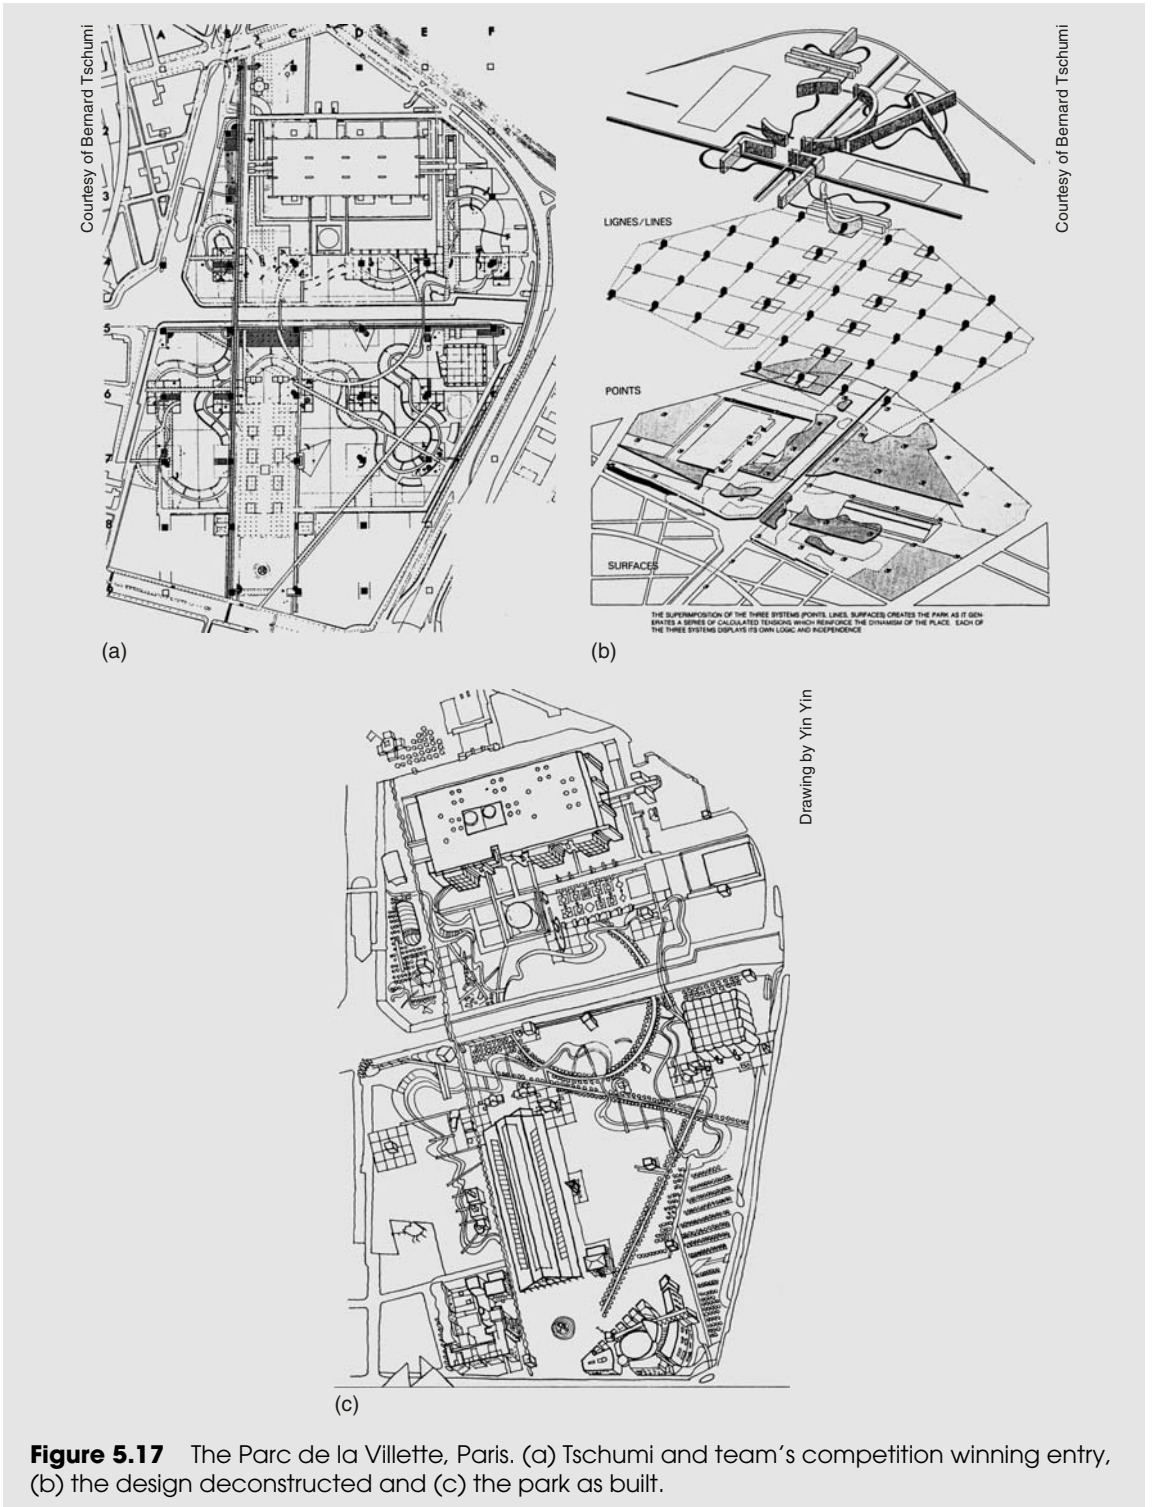 Courtesy of Bernard Tschumi
A B C D E F
2
3
4
5
6
7
8
(a)
Courtesy of Bernard Tschumi
LIGNES/LINES
POINTS
SURFACES
THE SUPERIMPOSITION OF THE THREE SYSTEMS (POINTS, LINES, SURFACES) CREATES THE PARK AS IT GEN-
ERATES A SERIES OF CALCULATED TENSIONS WHICH REINFORCE THE DYNAMISM OF THE PLACE. EACH OF
THE THREE SYSTEMS DISPLAYS ITS OWN LOGIC AND INDEPENDENCE
(b)
Drawing by Yin Yin
(c)
Figure 5.17 The Parc de la Villette, Paris. (a) Tschumi and team's competition winning entry,
(b) the design deconstructed and (c) the park as built.